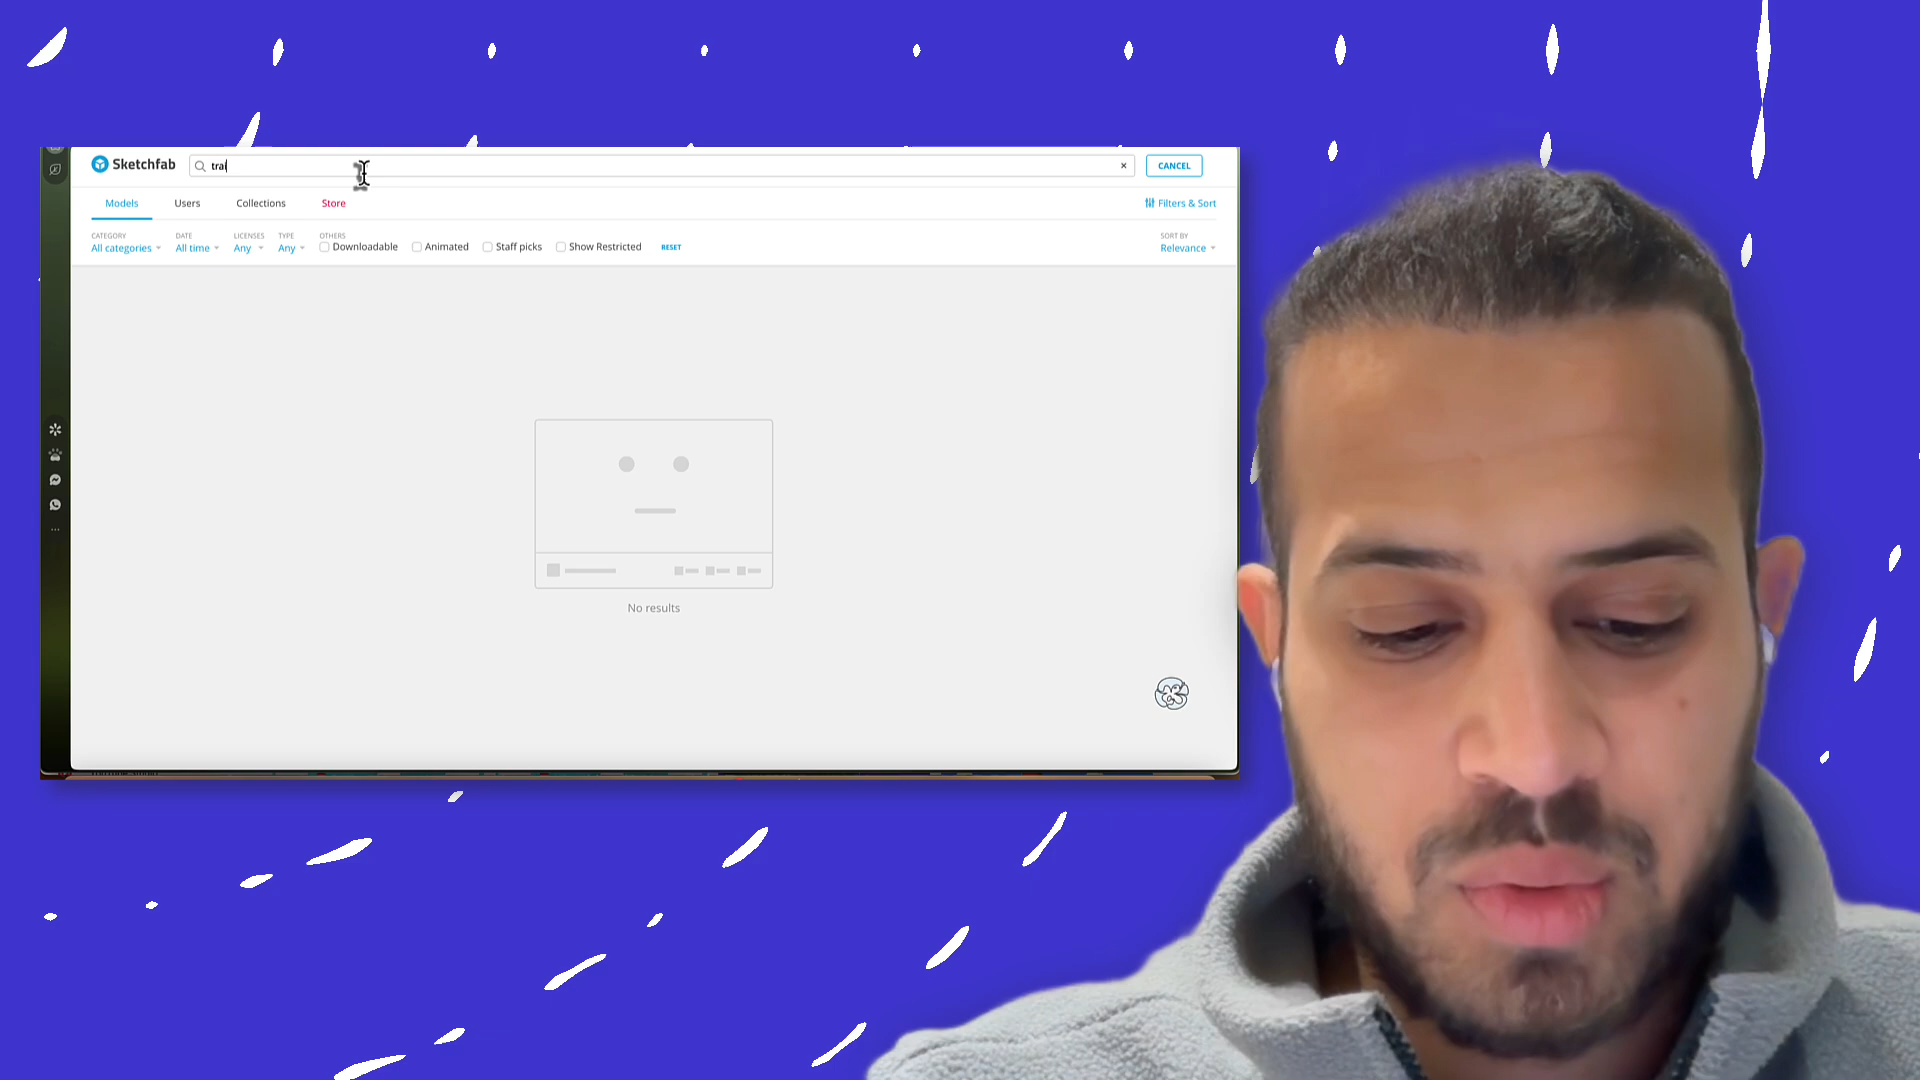 Sketchfab
trai
CANCEL
Models Users Collections Store
Filters & Sort
CATEGORY DATE LICENSES TYPE OTHERS
All categories All time Any Any Downloadable Animated Staff picks Show Restricted RESET
SORT BY
Relevance
No results